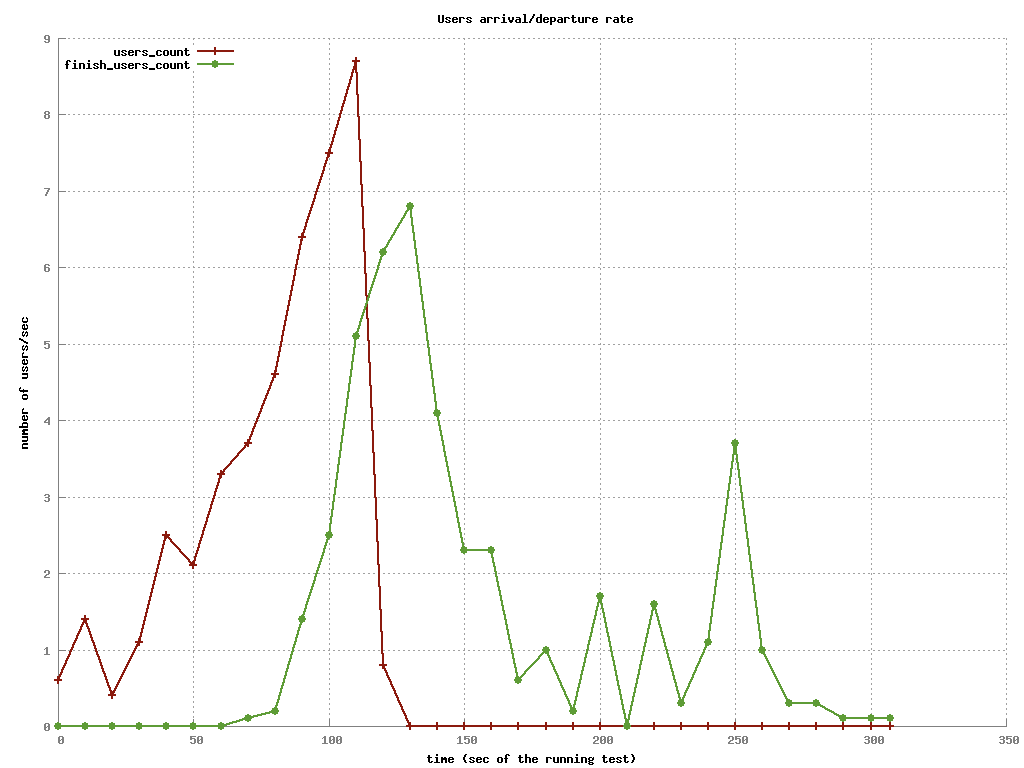 Users arrival/departure rate
users_count
finish_users_count
number of users/sec
9
8
7
6
5
4
3
2
1
0
0 50 100 150 200 250 300 350
time (sec of the running test)